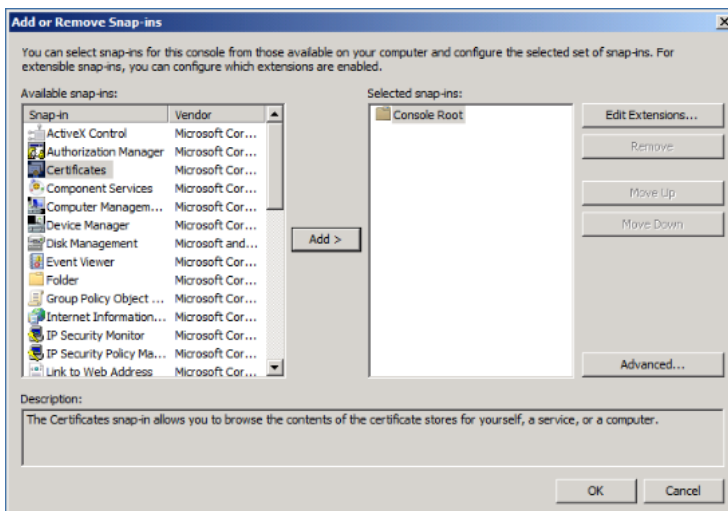 Add or Remove Snap-ins
You can select snap-ins for this console from those available on your computer and configure the selected set of snap-ins. For
extensible snap-ins, you can configure which extensions are enabled.
Available snap-ins:
Selected snap-ins:
Snap-in Vendor
ActiveX Control Microsoft Cor...
Authorization Manager Microsoft Cor...
Certificates Microsoft Cor...
Component Services Microsoft Cor...
Computer Managem... Microsoft Cor...
Device Manager Microsoft Cor...
Disk Management Microsoft and...
Event Viewer Microsoft Cor...
Folder Microsoft Cor...
Group Policy Object ... Microsoft Cor...
Internet Information... Microsoft Cor...
IP Security Monitor Microsoft Cor...
IP Security Policy Ma... Microsoft Cor...
Link to Web Address Microsoft Cor...
Add >
Console Root
Edit Extensions...
Remove
Move Up
Move Down
Advanced...
Description:
The Certificates snap-in allows you to browse the contents of the certificate stores for yourself, a service, or a computer.
OK
Cancel